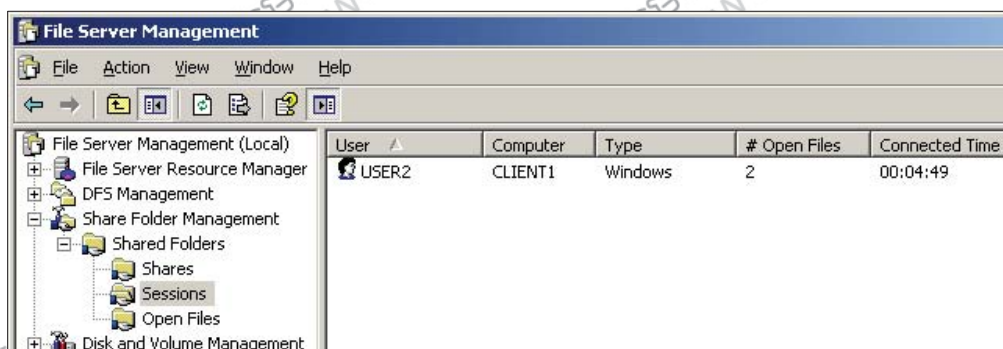 File Server Management
File Action View Window Help
File Server Management (Local)
File Server Resource Manager
DFS Management
Share Folder Management
Shared Folders
Shares
Sessions
Open Files
Disk and Volume Management
User Computer Type # Open Files Connected Time
USER2 CLIENT1 Windows 2 00:04:49